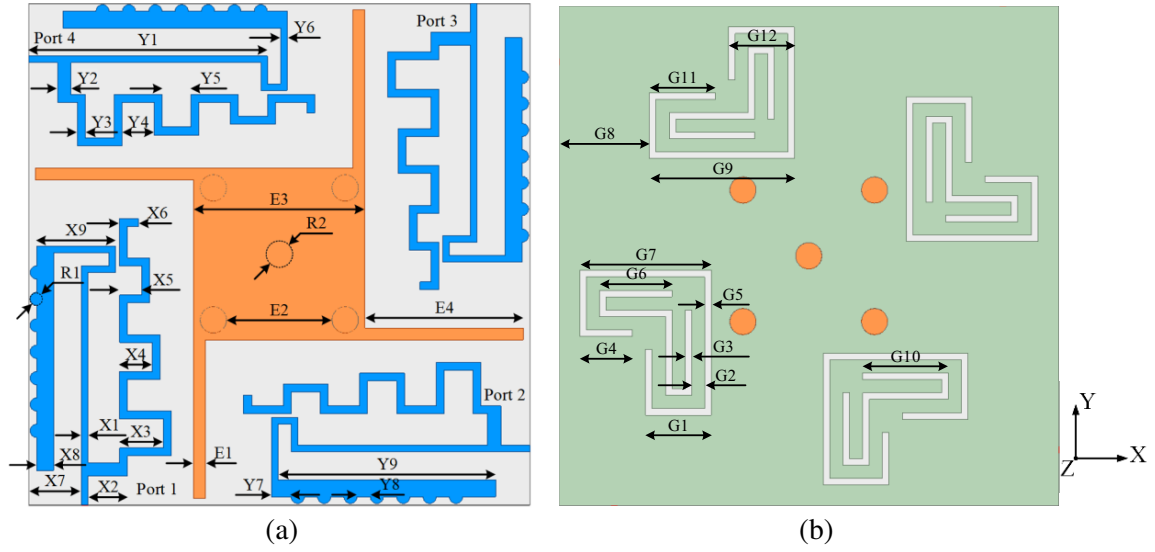 Port 3
Port 4
Y1
Y6
Y2
Y5
Y3
Y4
E3
X6
X9
R2
R1
X5
E2
E4
X4
X1
X3
E1
Port 2
X8
X7
X2
Port 1
Y9
Y7
Y8
(a)
G12
G11
G8
G9
G7
G6
G5
G4
G3
G2
G10
G1
Y
Z
X
(b)